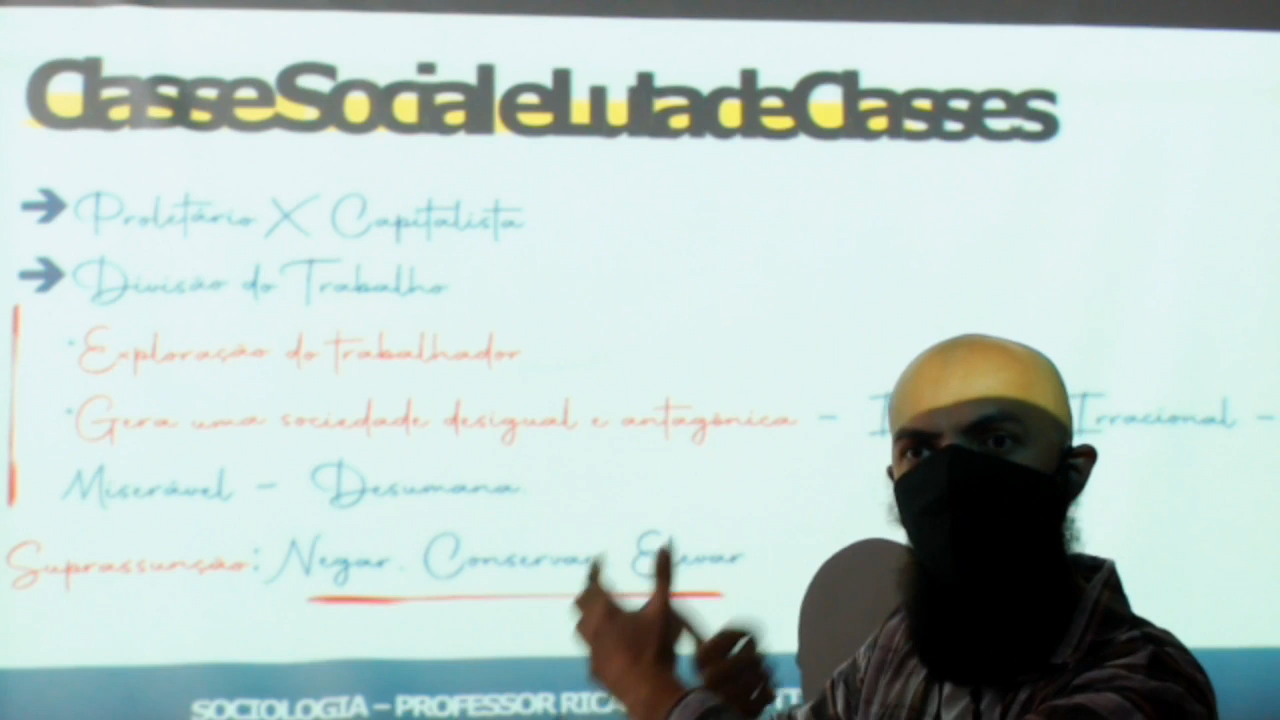 Classe Social e Luta de Classes
→ Proletário X Capitalista
→ Divisão do Trabalho
· Exploração do trabalhador
· Gera uma sociedade desigual e antagônica - Irracional -
Miserável - Desumana.
Suprassunção: Negar. Conservar. Elevar
SOCIOLOGIA – PROFESSOR